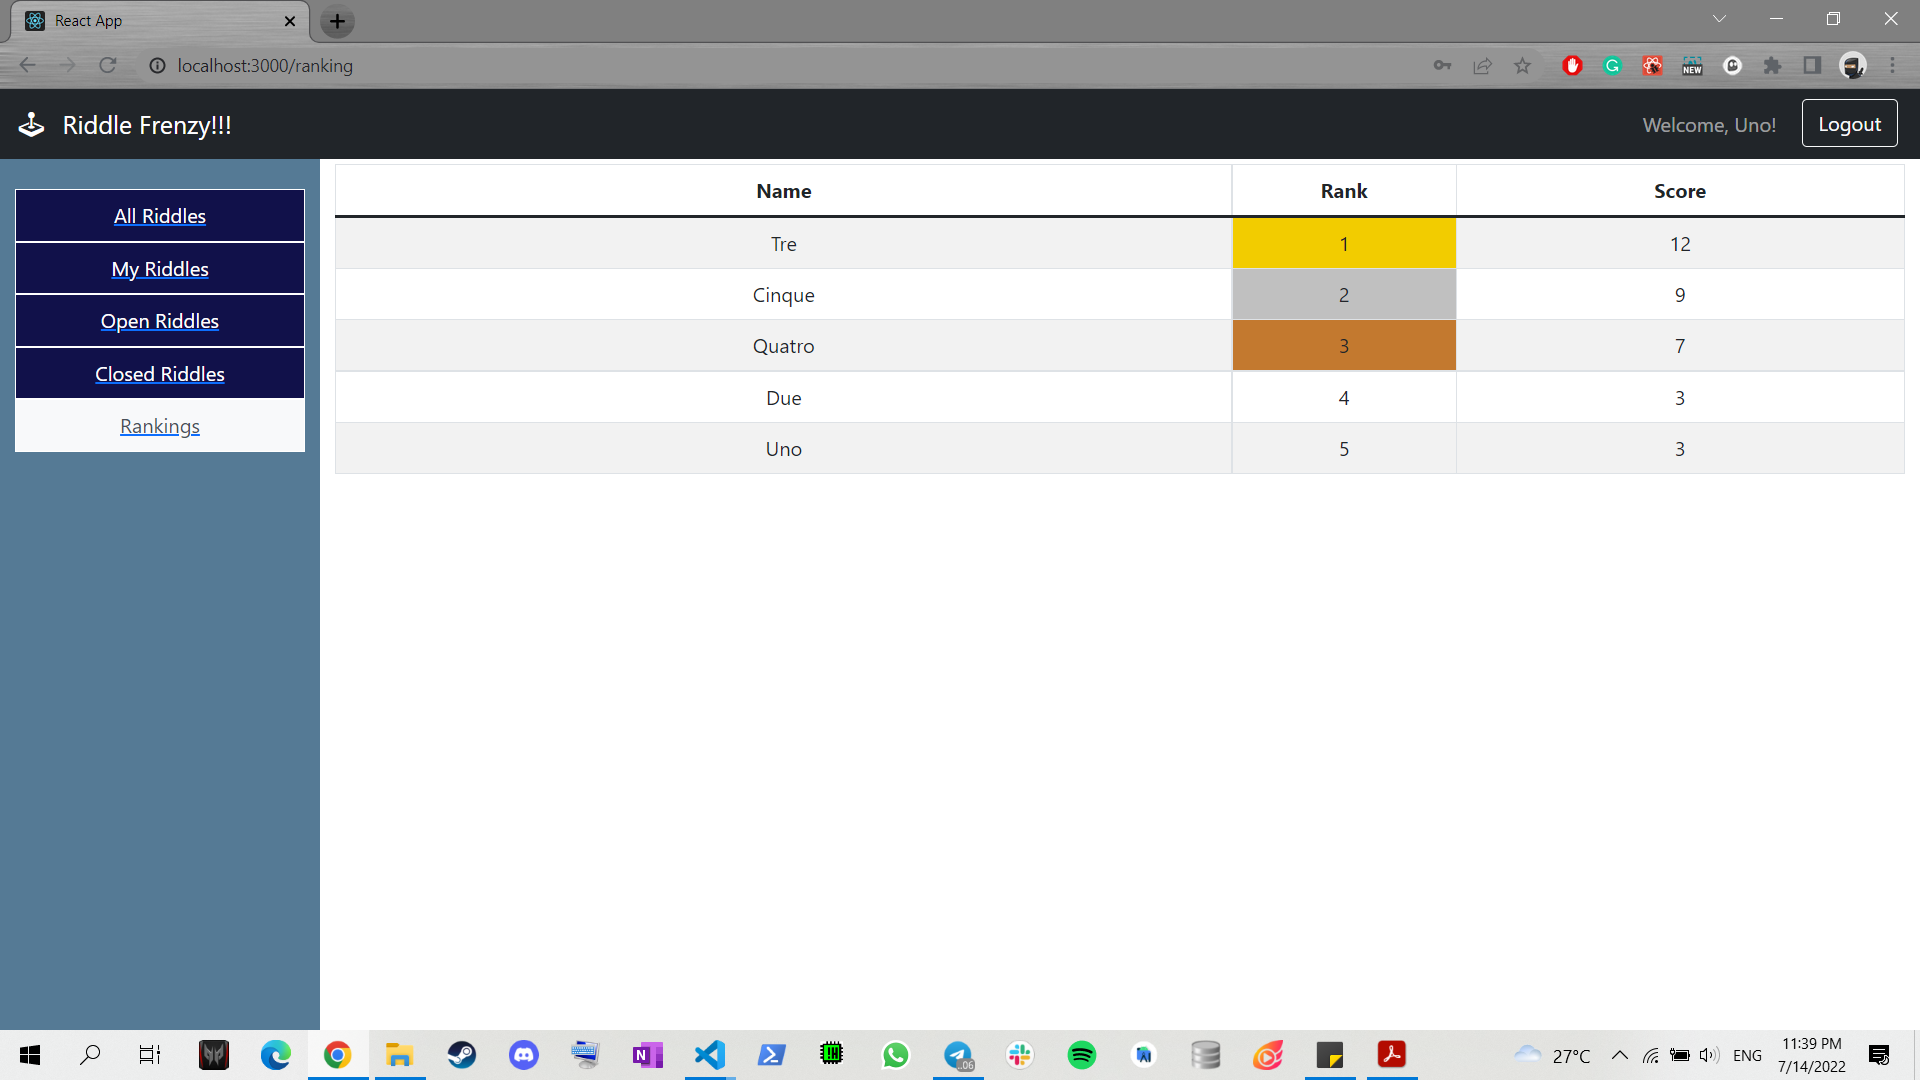 React App
localhost:3000/ranking
NEW
Riddle Frenzy!!!
Welcome, Uno!
Logout
All Riddles
My Riddles
Open Riddles
Closed Riddles
Rankings
Name Rank Score
Tre 1 12
Cinque 2 9
Quatro 3 7
Due 4 3
Uno 5 3
27°C
ENG
11:39 PM
7/14/2022